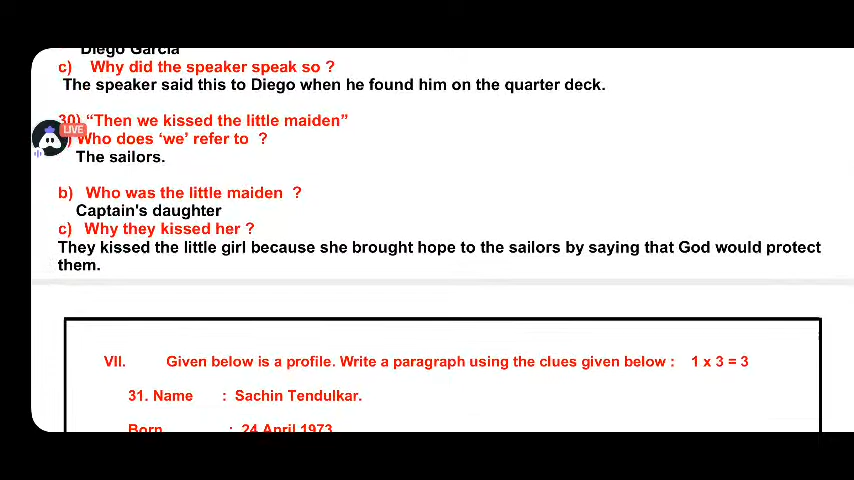 Diego Garcia
c) Why did the speaker speak so ?
The speaker said this to Diego when he found him on the quarter deck.
30) “Then we kissed the little maiden”
LIVE
) Who does ‘we’ refer to ?
The sailors.
b) Who was the little maiden ?
Captain's daughter
c) Why they kissed her ?
They kissed the little girl because she brought hope to the sailors by saying that God would protect
them.
VII. Given below is a profile. Write a paragraph using the clues given below : 1 x 3 = 3
31. Name : Sachin Tendulkar.
Born : 24 April 1973